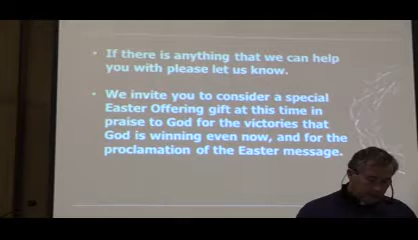 • If there is anything that we can help
you with please let us know.
• We invite you to consider a special
Easter Offering gift at this time in
praise to God for the victories that
God is winning even now, and for the
proclamation of the Easter message.